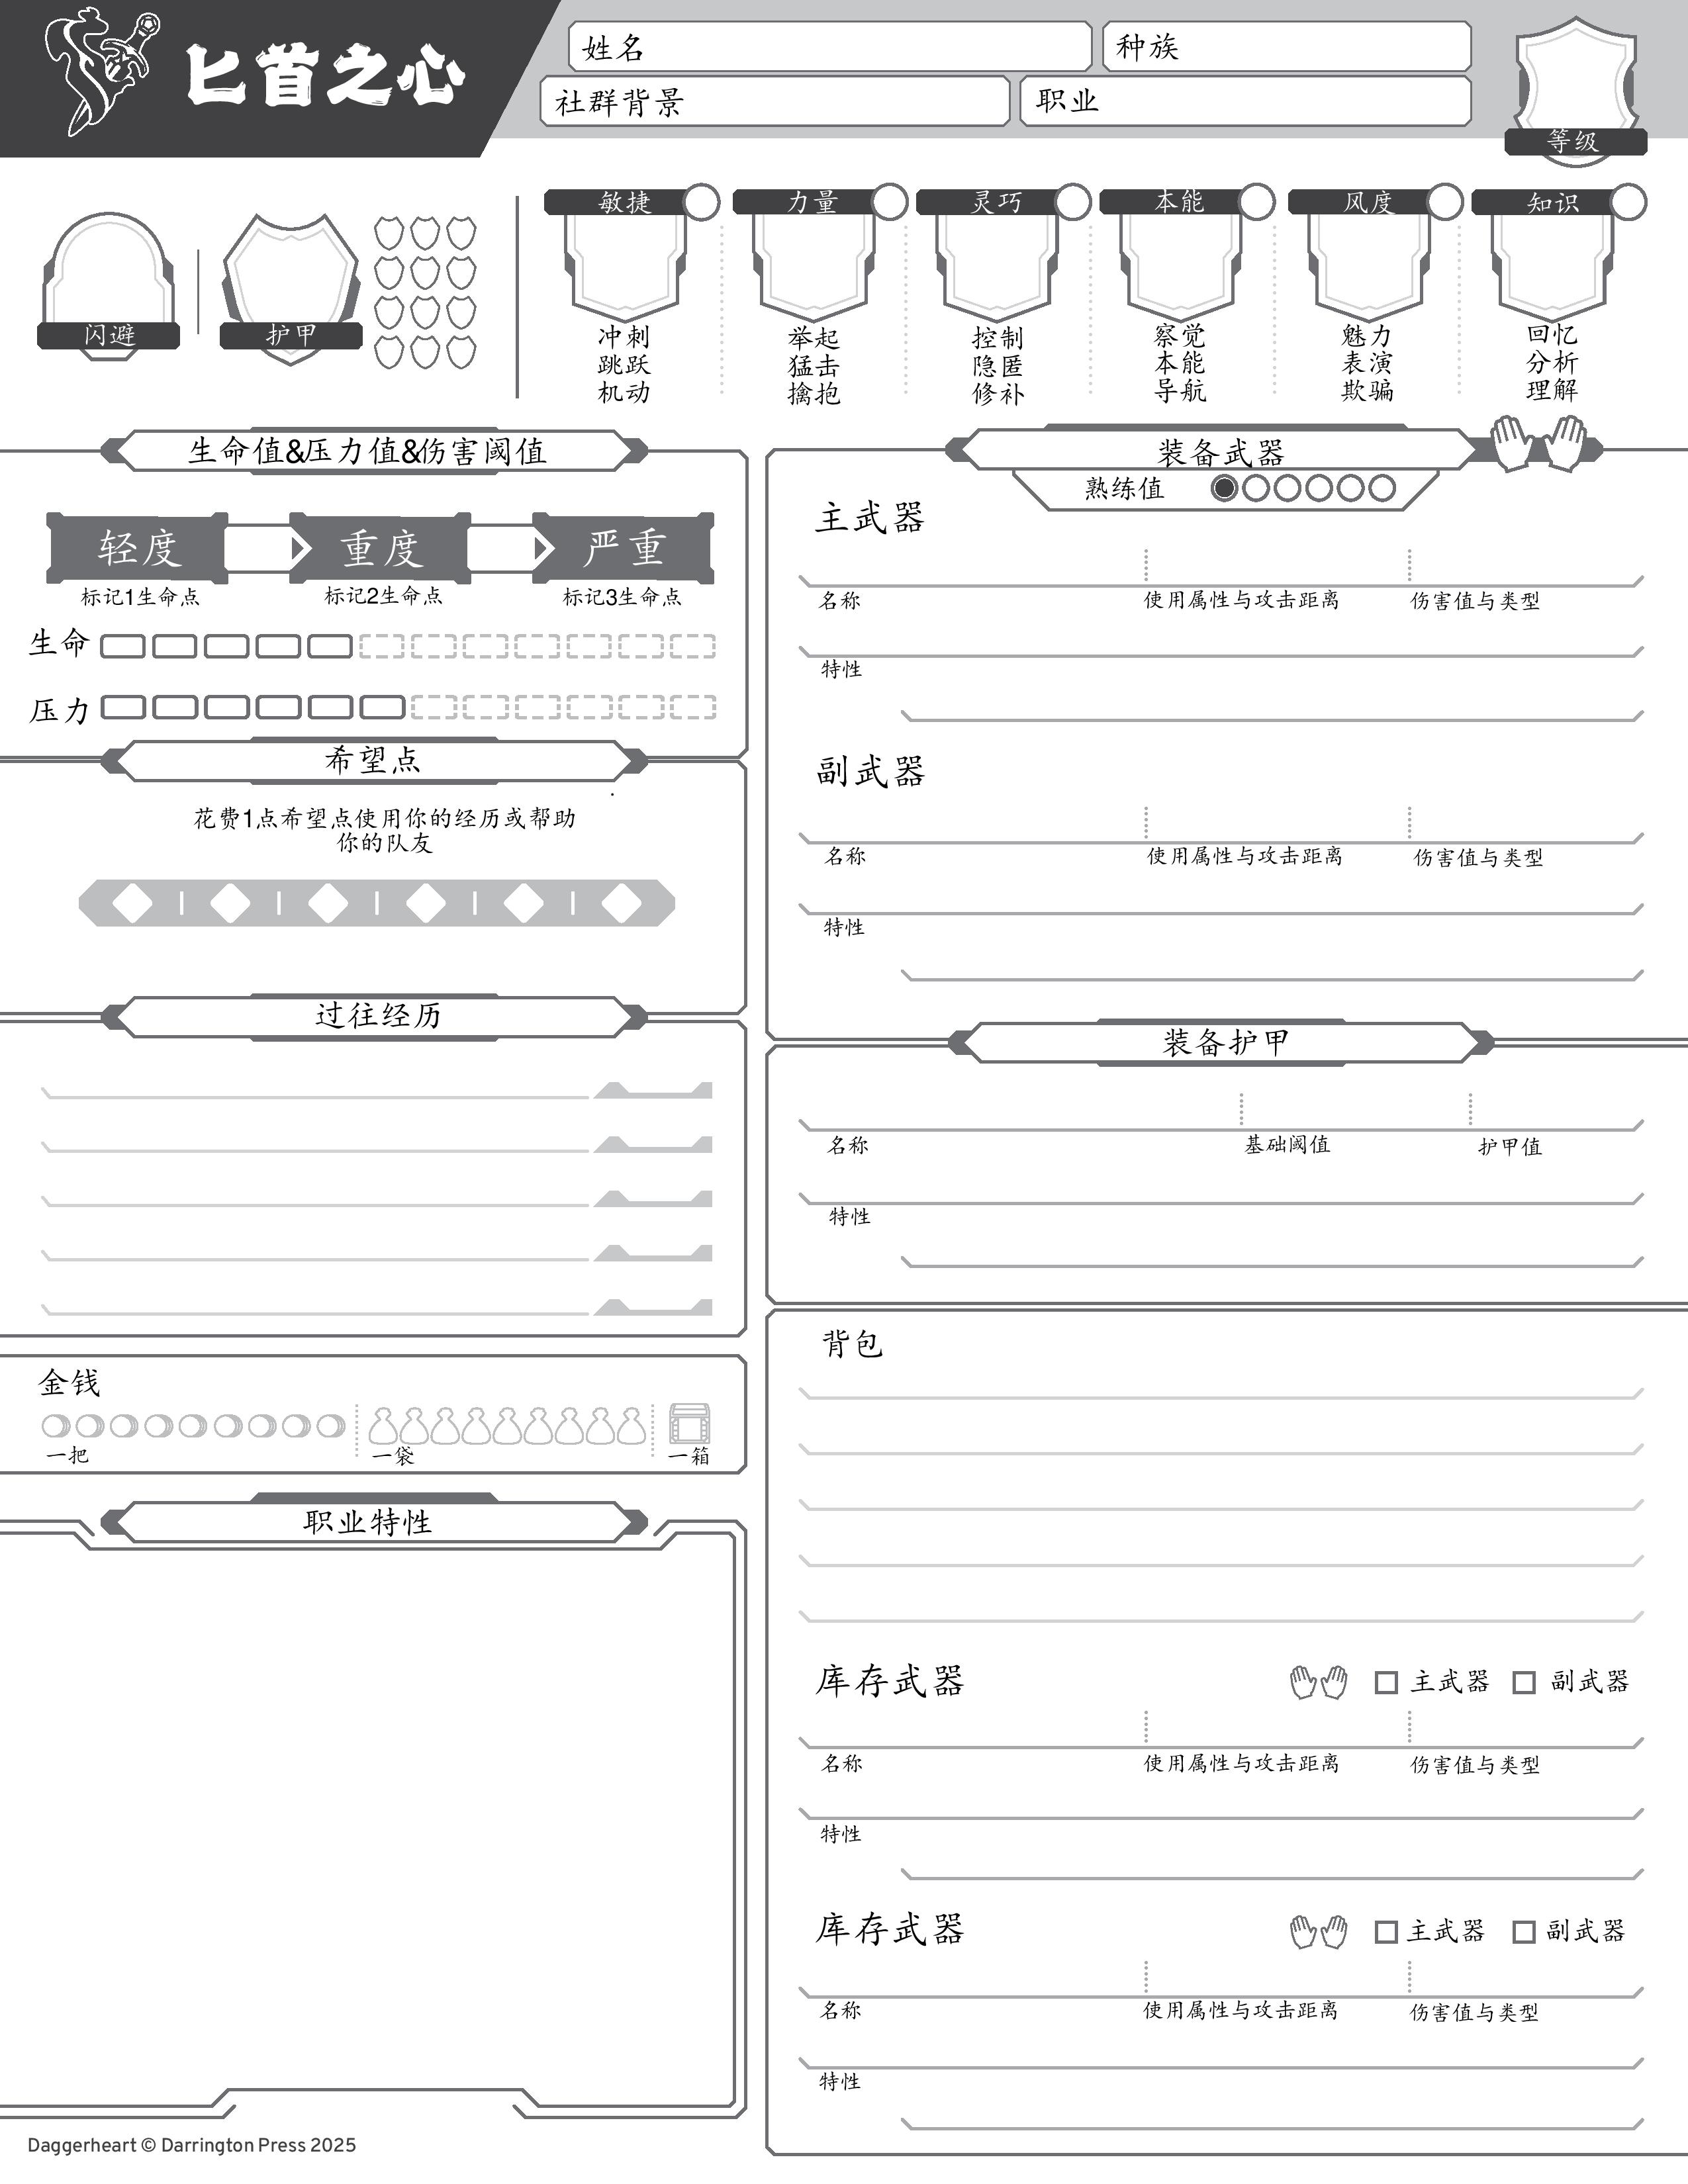 匕首之心
姓名
种族
社群背景
职业
等级
闪避
护甲
敏捷
冲刺
跳跃
机动
力量
举起
猛击
擒抱
灵巧
控制
隐匿
修补
本能
察觉
本能
导航
风度
魅力
表演
欺骗
知识
回忆
分析
理解
生命值&压力值&伤害阈值
轻度
重度
严重
标记1生命点
标记2生命点
标记3生命点
生命
压力
希望点
花费1点希望点使用你的经历或帮助
你的队友
过往经历
金钱
一把
一袋
一箱
职业特性
装备武器
熟练值
主武器
名称
使用属性与攻击距离
伤害值与类型
特性
副武器
名称
使用属性与攻击距离
伤害值与类型
特性
装备护甲
名称
基础阈值
护甲值
特性
背包
库存武器
主武器
副武器
名称
使用属性与攻击距离
伤害值与类型
特性
库存武器
主武器
副武器
名称
使用属性与攻击距离
伤害值与类型
特性
Daggerheart © Darrington Press 2025